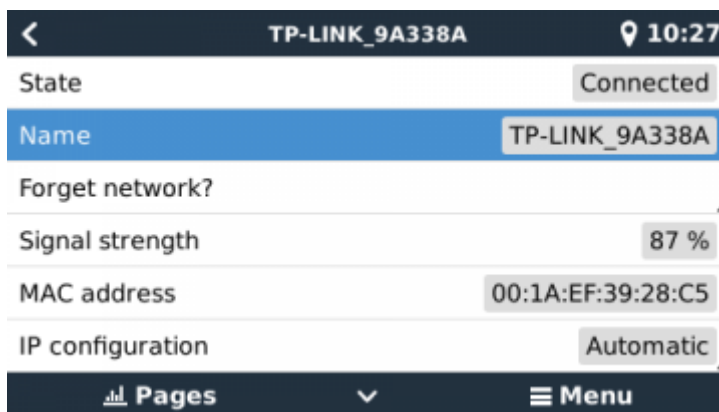 TP-LINK_9A338A 10:27
State Connected
Name TP-LINK_9A338A
Forget network?
Signal strength 87 %
MAC address 00:1A:EF:39:28:C5
IP configuration Automatic
Pages Menu